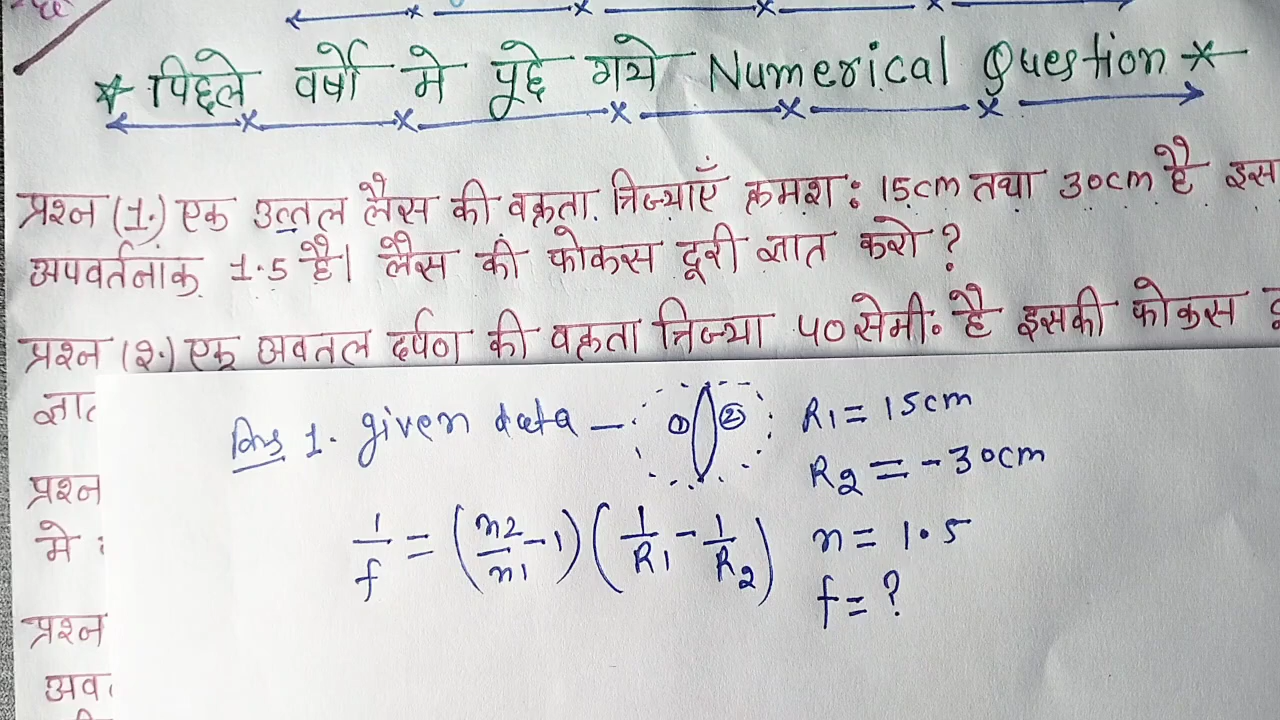 * पिछले वर्षो मे पूछे गये Numerical Question *
प्रश्न (1.) एक उत्तल लैंस की वक्रता त्रिज्याएँ क्रमश: 15cm तथा 30cm है इस
अपवर्तनाक 1.5 है। लैंस की फोकस दूरी ज्ञात करो ?
प्रश्न (2.) एक अवतल दर्पण की वक्रता त्रिज्या 40 सेमी. है इसकी फोकस
ज्ञा
Ans 1. given data - ① ② R1 = 15cm
R2 = -30cm
1/f = (n2/n1 - 1) (1/R1 - 1/R2) n = 1.5
f = ?
प्रश्न
मे
प्रश्न
अव